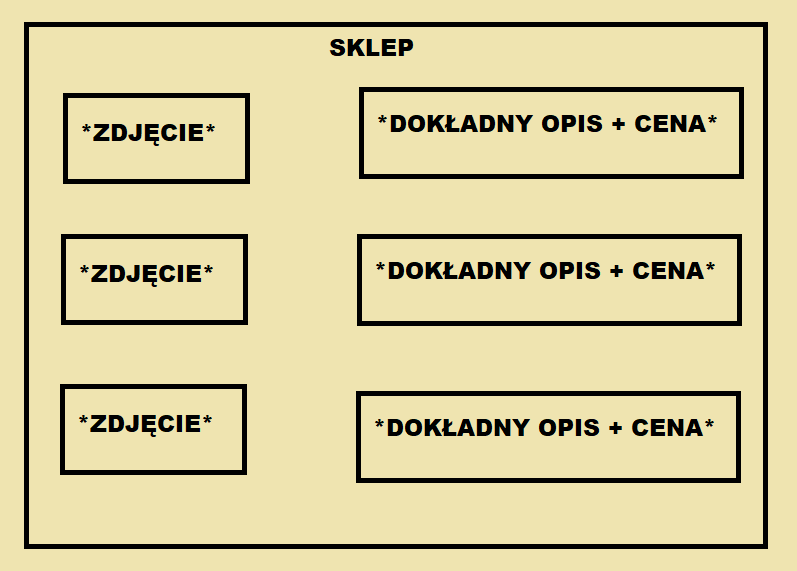 SKLEP
*ZDJĘCIE*
*DOKŁADNY OPIS + CENA*
*ZDJĘCIE*
*DOKŁADNY OPIS + CENA*
*ZDJĘCIE*
*DOKŁADNY OPIS + CENA*